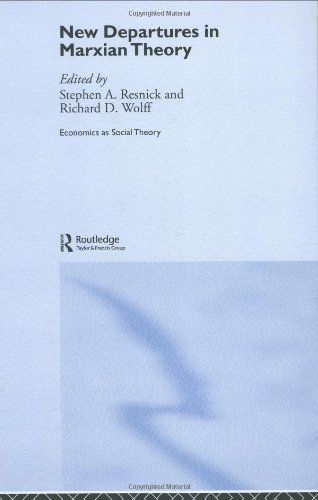 New Departures in
Marxian Theory
Edited by
Stephen A. Resnick and
Richard D. Wolff
Economics as Social Theory
Routledge
Taylor & Francis Group